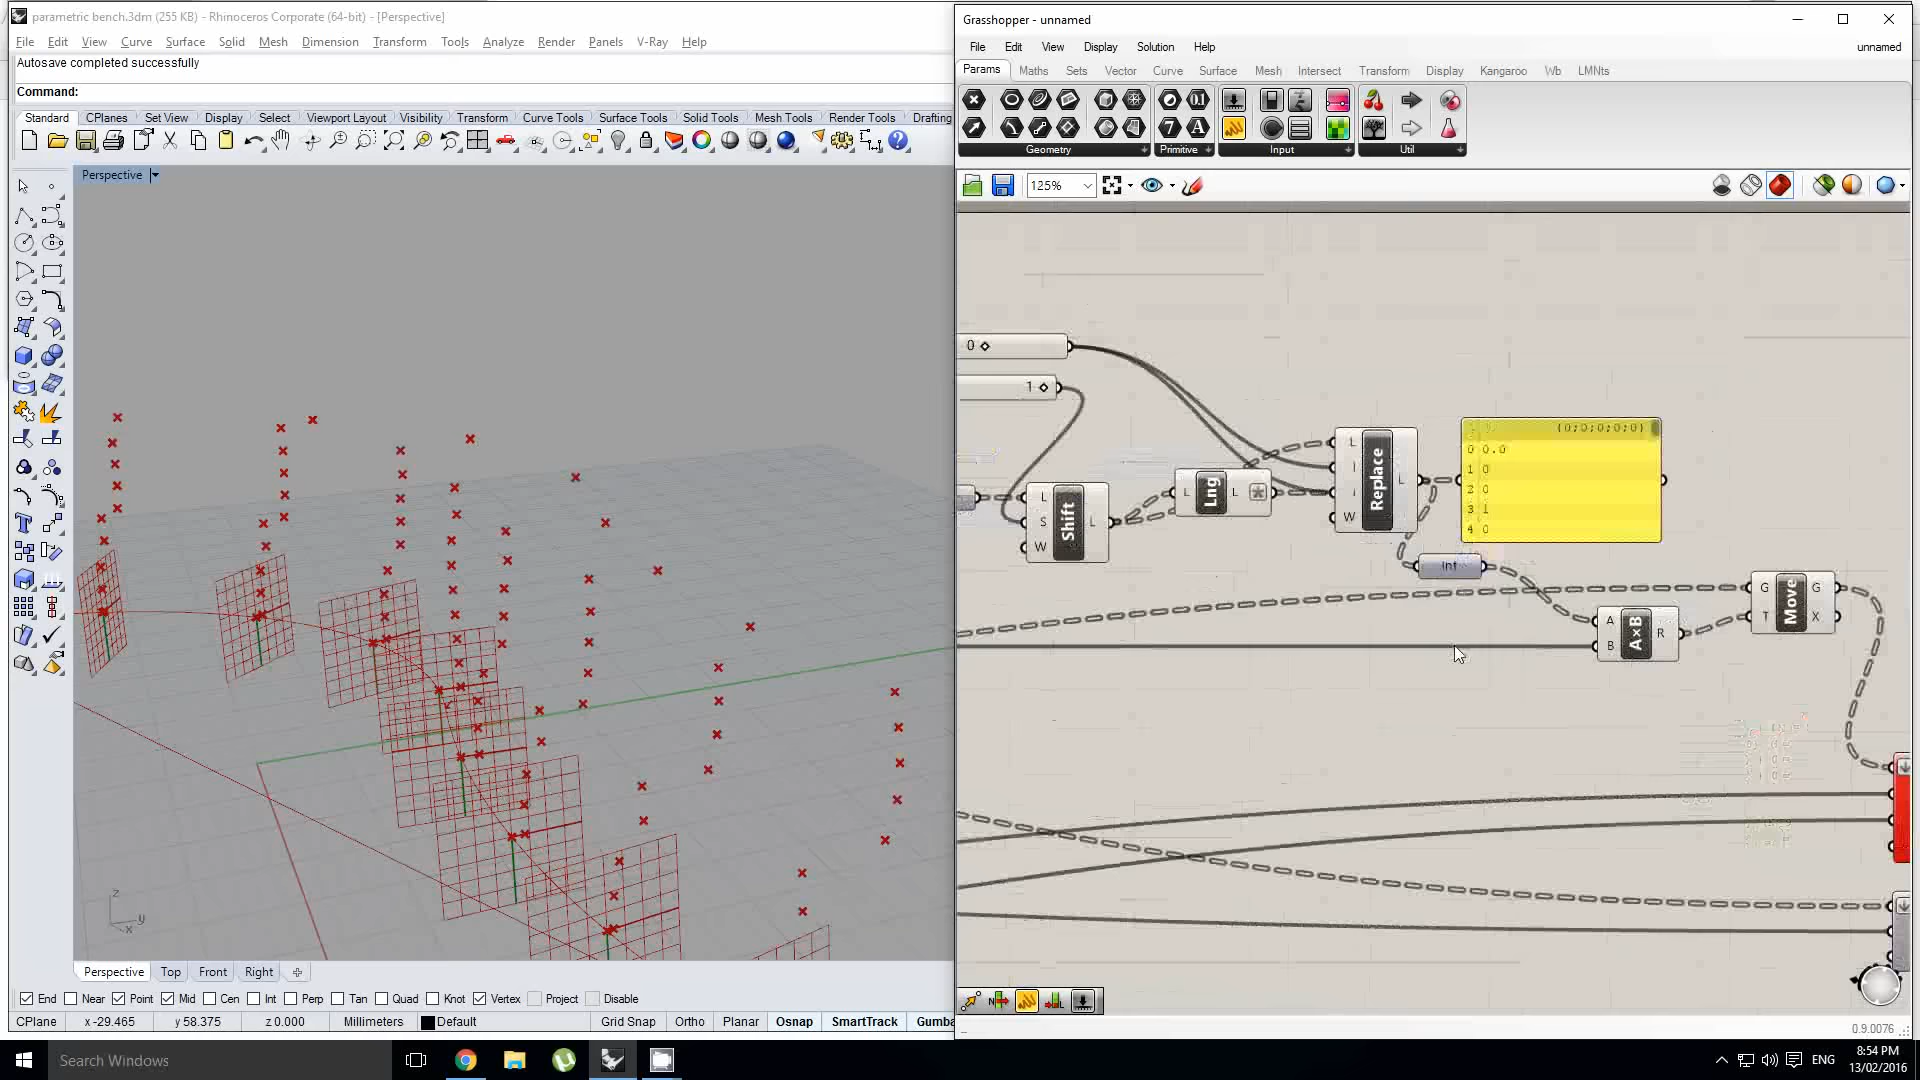 parametric bench.3dm (255 KB) - Rhinoceros Corporate (64-bit) - [Perspective]
File Edit View Curve Surface Solid Mesh Dimension Transform Tools Analyze Render Panels V-Ray Help
Autosave completed successfully
Command:
Standard CPlanes Set View Display Select Viewport Layout Visibility Transform Curve Tools Surface Tools Solid Tools Mesh Tools Render Tools Drafting
Perspective
z
y
x
Perspective Top Front Right
End Near Point Mid Cen Int Perp Tan Quad Knot Vertex Project Disable
CPlane x -29.465 y 58.375 z 0.000 Millimeters Default Grid Snap Ortho Planar Osnap SmartTrack Gumba
Grasshopper - unnamed
File Edit View Display Solution Help unnamed
Params Maths Sets Vector Curve Surface Mesh Intersect Transform Display Kangaroo Wb LMNts
Geometry Primitive Input Util
125%
0
1
L S W Shift L
L Lng L
L I i W Replace L
{0;0;0;0;0}
0 0.0
1 0
2 0
3 1
4 0
Int
A B A×B R
G T Move G X
0.9.0076
Search Windows
ENG
8:54 PM
13/02/2016